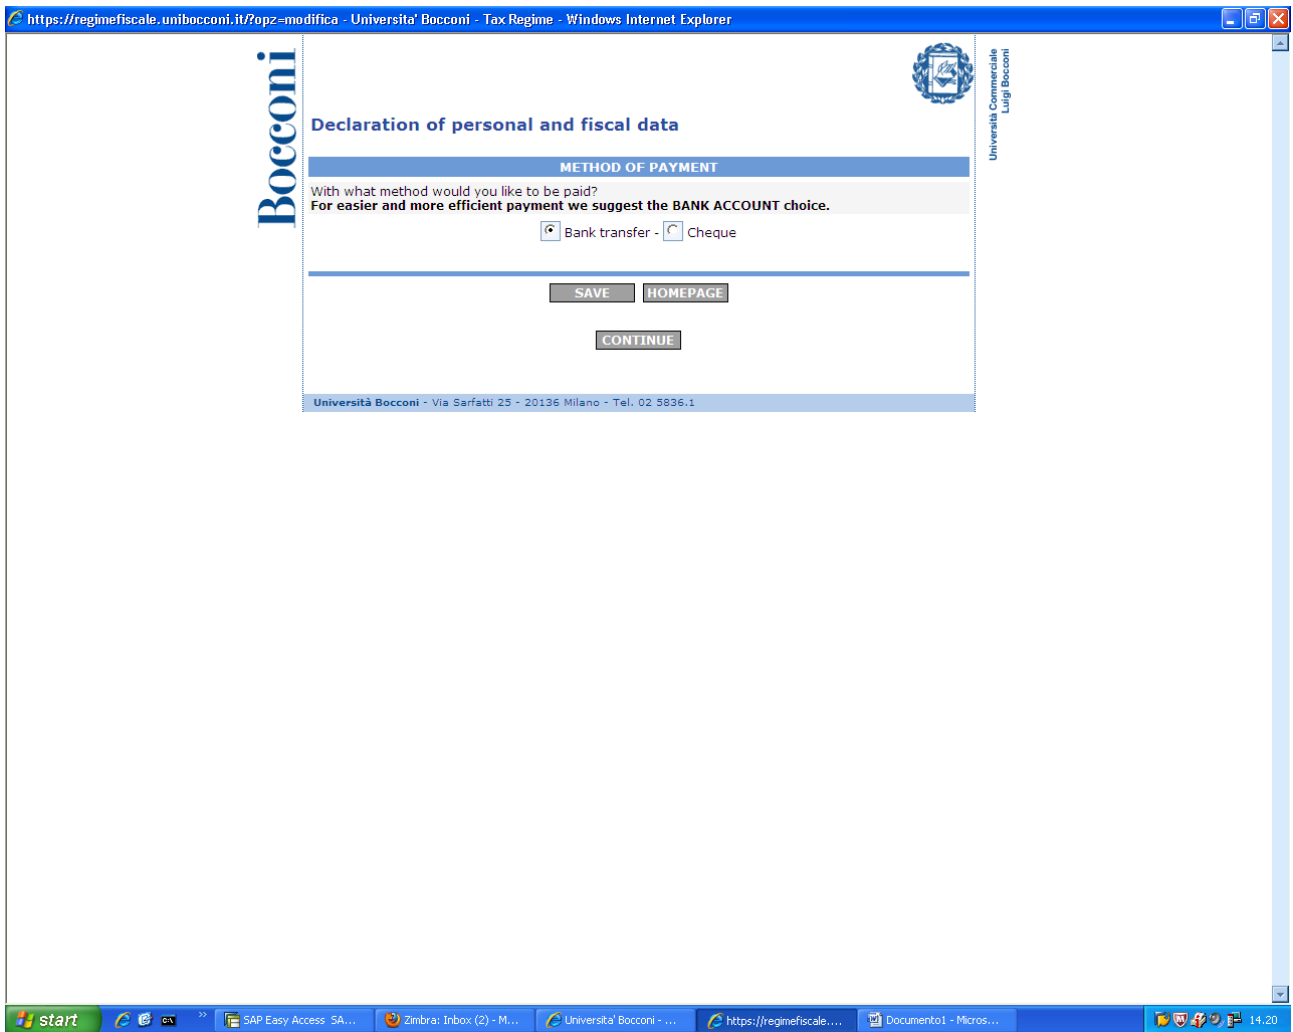 https://regimefiscale.unibocconi.it/?opz=modifica - Universita' Bocconi - Tax Regime - Windows Internet Explorer
Bocconi
Università Commerciale
Luigi Bocconi
Declaration of personal and fiscal data
METHOD OF PAYMENT
With what method would you like to be paid?
For easier and more efficient payment we suggest the BANK ACCOUNT choice.
Bank transfer - Cheque
SAVE HOMEPAGE
CONTINUE
Università Bocconi - Via Sarfatti 25 - 20136 Milano - Tel. 02 5836.1
start » SAP Easy Access SA... Zimbra: Inbox (2) - M... Universita' Bocconi - ... https://regimefiscale.... Documento1 - Micros... 14.20